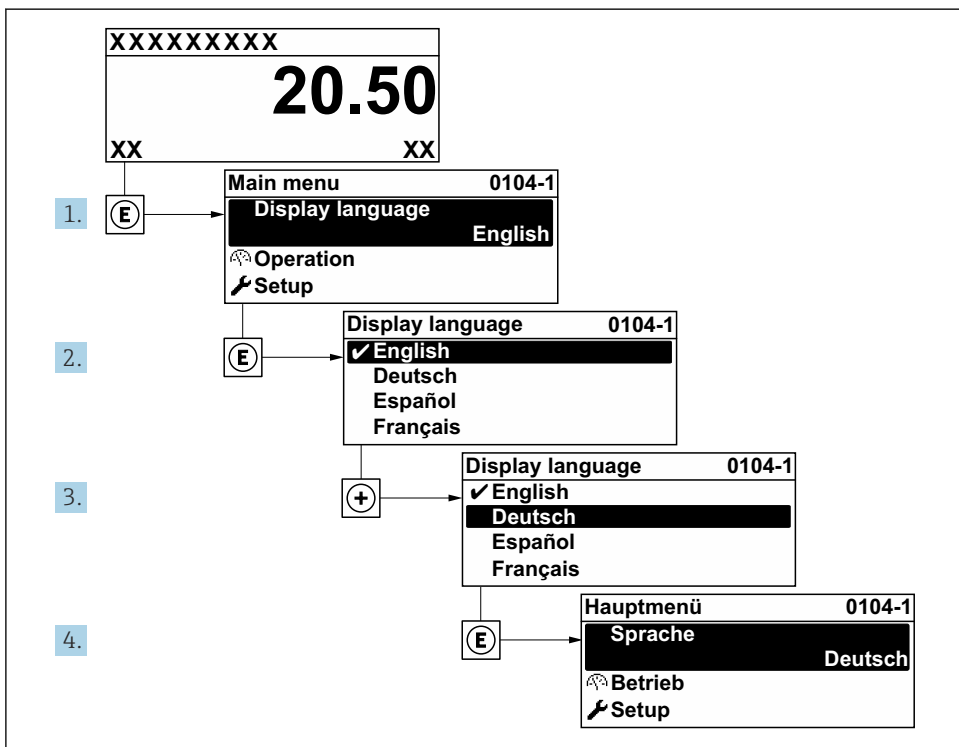 XXXXXXXXX
20.50
XX XX
1. E
Main menu 0104-1
Display language
English
Operation
Setup
2. E
Display language 0104-1
✔ English
Deutsch
Español
Français
3. +
Display language 0104-1
✔ English
Deutsch
Español
Français
4. E
Hauptmenü 0104-1
Sprache
Deutsch
Betrieb
Setup